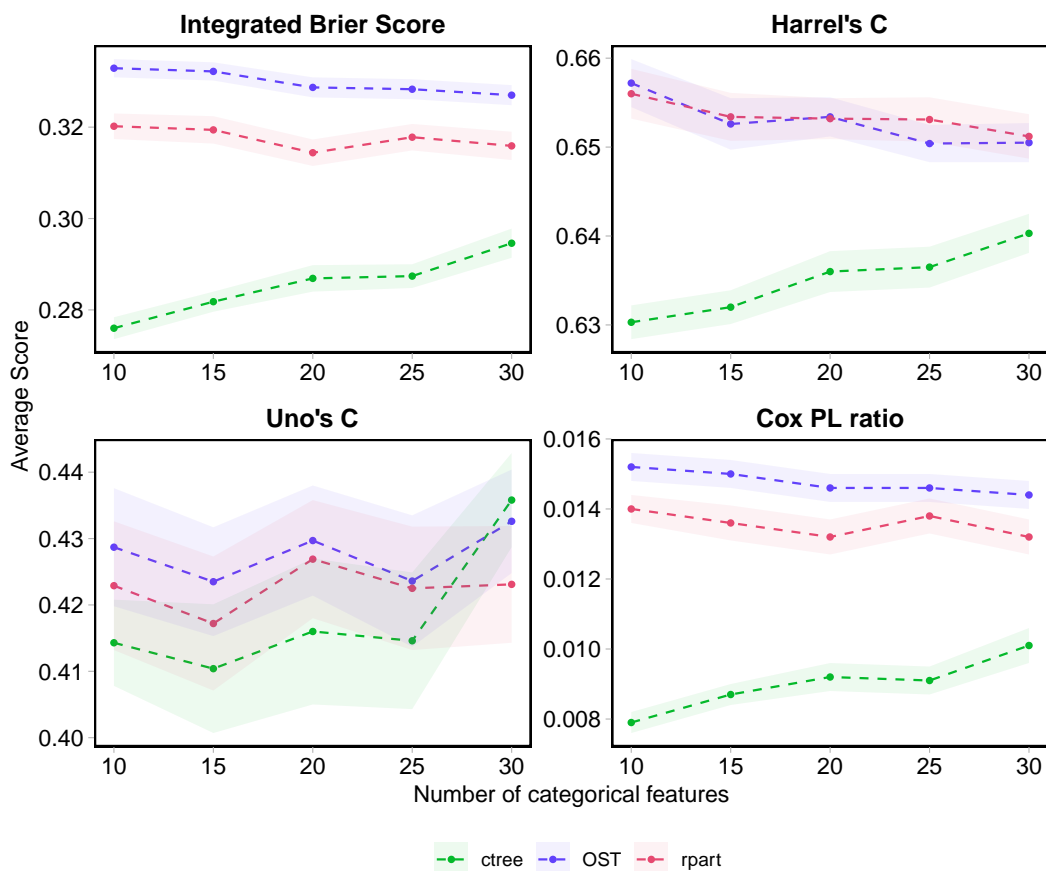 Integrated Brier Score
Harrel's C
0.32
0.30
0.28
10 15 20 25 30
0.66
0.65
0.64
0.63
10 15 20 25 30
Average Score
Uno's C
Cox PL ratio
0.44
0.43
0.42
0.41
0.40
10 15 20 25 30
0.016
0.014
0.012
0.010
0.008
10 15 20 25 30
Number of categorical features
ctree OST rpart